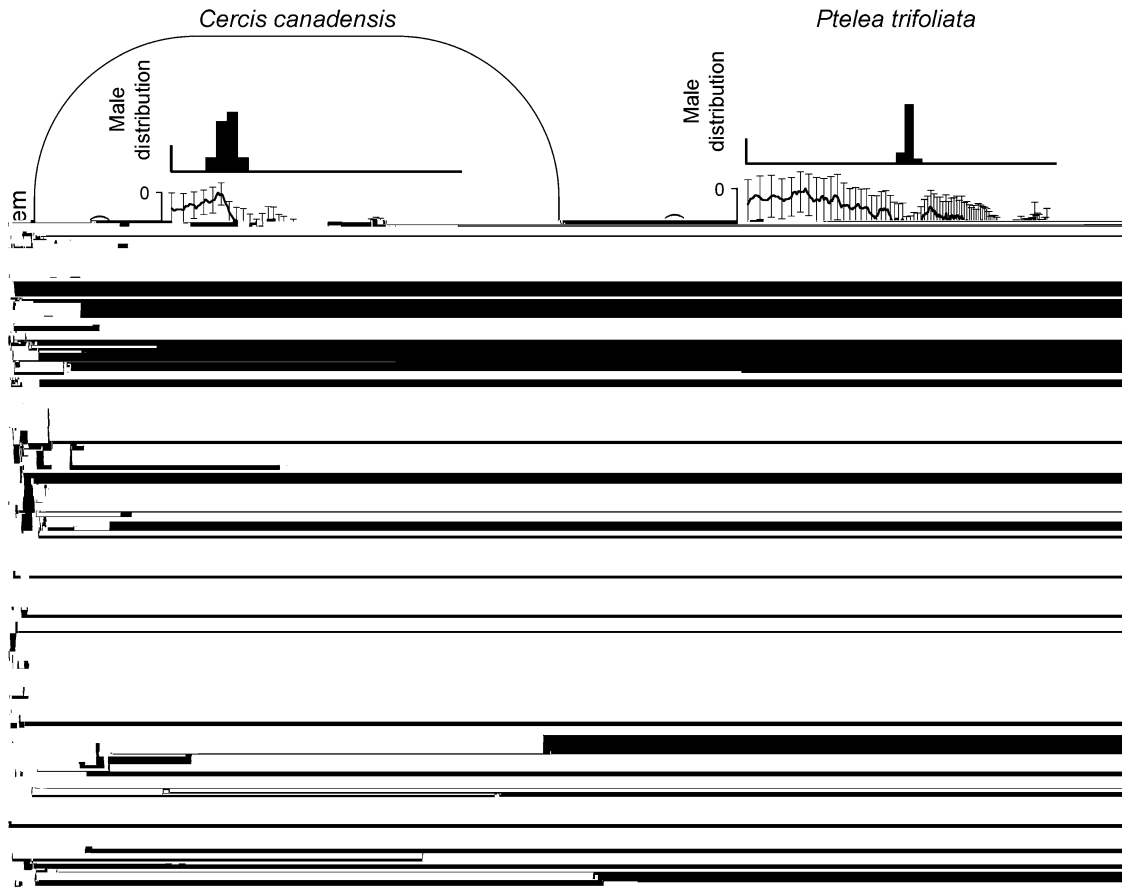 Cercis canadensis
Ptelea trifoliata
Male
distribution
Male
distribution
0
0